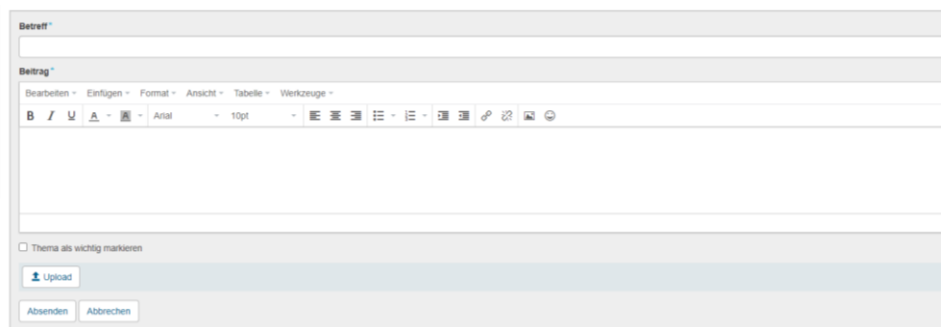 Betreff*
Beitrag*
Bearbeiten Einfügen Format Ansicht Tabelle Werkzeuge
B I U A A Arial 10pt
Thema als wichtig markieren
Upload
Absenden Abbrechen